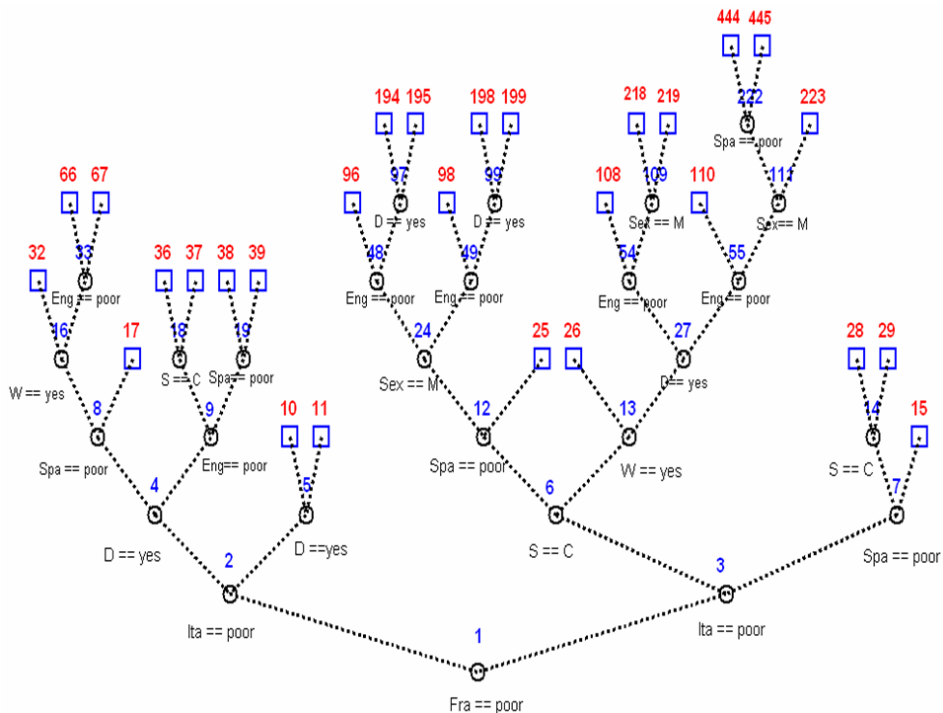 444 445
222
Spa == poor
194 195 198 199 218 219 223
97 99 109 111
D == yes D == yes Sex == M Sex == M
66 67 96 98 108 110
33 48 49 54 55
Eng == poor Eng == poor Eng == poor Eng == poor Eng == poor
32 36 37 38 39
16 17 18 19 24 25 26 27 28 29
W == yes S == C Spa == poor Sex == M D == yes
8 9 10 11 12 13 14 15
Spa == poor Eng== poor Spa == poor W == yes S == C
4 5 6 7
D == yes D ==yes S == C Spa == poor
2 3
Ita == poor Ita == poor
1
Fra == poor